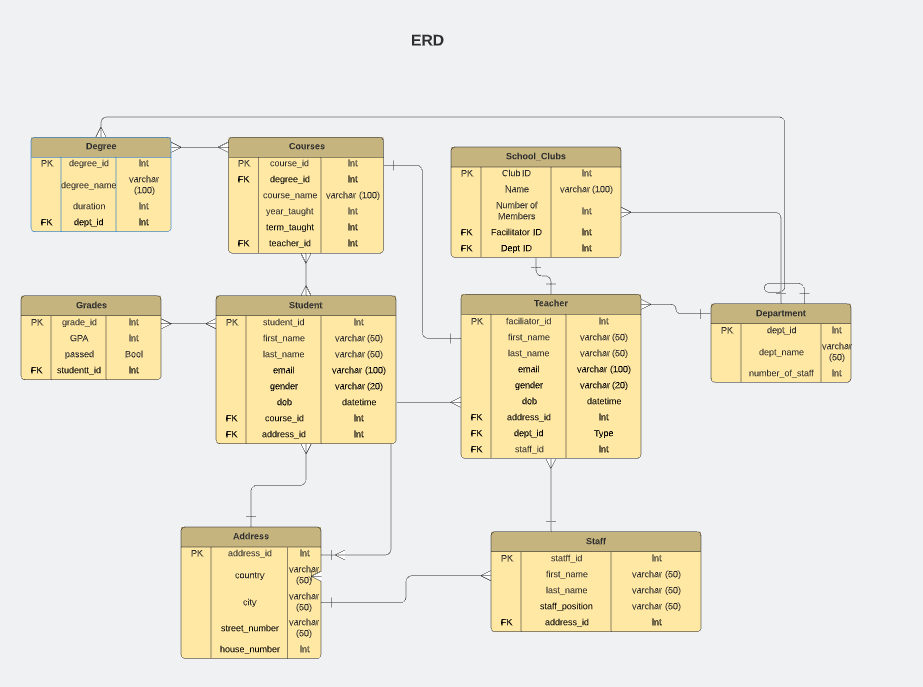 ERD
Degree
PK degree_id Int
degree_name varchar (100)
duration Int
FK dept_id Int
Courses
PK course_id Int
FK degree_id Int
course_name varchar (100)
year_taught Int
term_taught Int
FK teacher_id Int
School_Clubs
PK Club ID Int
Name varchar (100)
Number of Members Int
FK Facilitator ID Int
FK Dept ID Int
Grades
PK grade_id Int
GPA Int
passed Bool
FK studentt_id Int
Student
PK student_id Int
first_name varchar (50)
last_name varchar (50)
email varchar (100)
gender varchar (20)
dob datetime
FK course_id Int
FK address_id Int
Teacher
PK faciliator_id Int
first_name varchar (50)
last_name varchar (50)
email varchar (100)
gender varchar (20)
dob datetime
FK address_id Int
FK dept_id Type
FK staff_id Int
Department
PK dept_id Int
dept_name varchar (50)
number_of_staff Int
Address
PK address_id Int
country varchar (50)
city varchar (50)
street_number varchar (50)
house_number Int
Staff
PK statff_id Int
first_name varchar (50)
last_name varchar (50)
staff_position varchar (50)
FK address_id Int